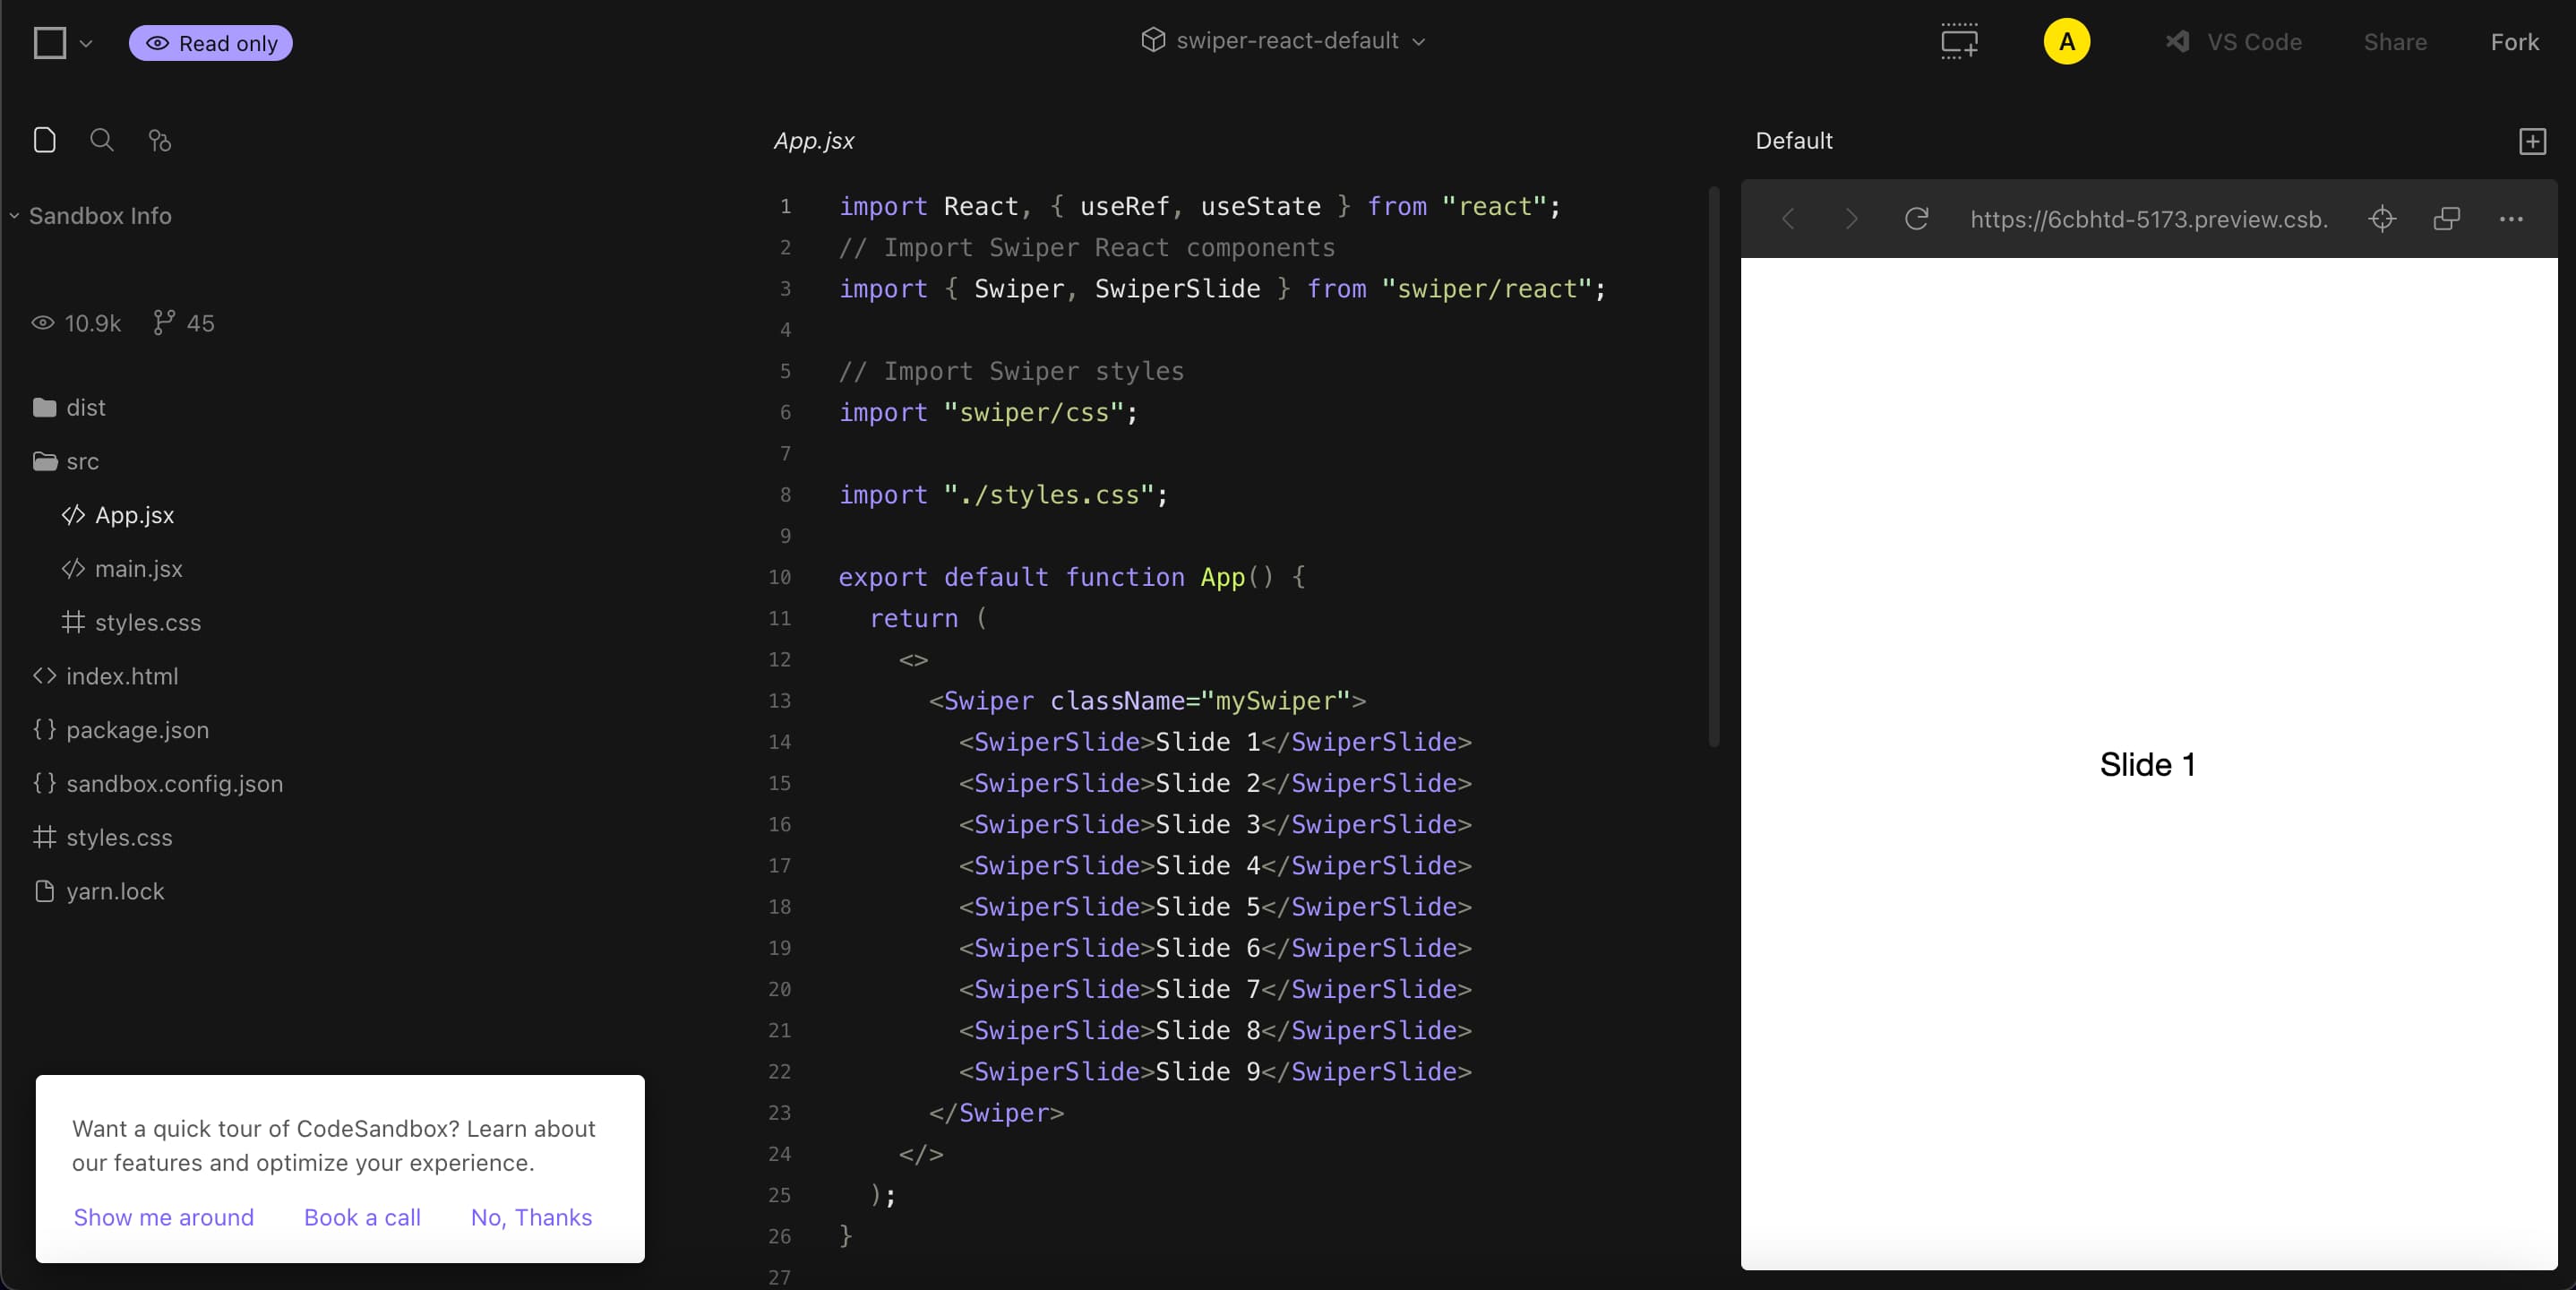 Read only
swiper-react-default
A
VS Code
Share
Fork
Sandbox Info
10.9k
45
dist
src
App.jsx
main.jsx
styles.css
index.html
package.json
sandbox.config.json
styles.css
yarn.lock
Want a quick tour of CodeSandbox? Learn about
our features and optimize your experience.
Show me around
Book a call
No, Thanks
App.jsx
1 import React, { useRef, useState } from "react";
2 // Import Swiper React components
3 import { Swiper, SwiperSlide } from "swiper/react";
4
5 // Import Swiper styles
6 import "swiper/css";
7
8 import "./styles.css";
9
10 export default function App() {
11   return (
12     <>
13       <Swiper className="mySwiper">
14         <SwiperSlide>Slide 1</SwiperSlide>
15         <SwiperSlide>Slide 2</SwiperSlide>
16         <SwiperSlide>Slide 3</SwiperSlide>
17         <SwiperSlide>Slide 4</SwiperSlide>
18         <SwiperSlide>Slide 5</SwiperSlide>
19         <SwiperSlide>Slide 6</SwiperSlide>
20         <SwiperSlide>Slide 7</SwiperSlide>
21         <SwiperSlide>Slide 8</SwiperSlide>
22         <SwiperSlide>Slide 9</SwiperSlide>
23       </Swiper>
24     </>
25   );
26 }
27
Default
https://6cbhtd-5173.preview.csb.
Slide 1